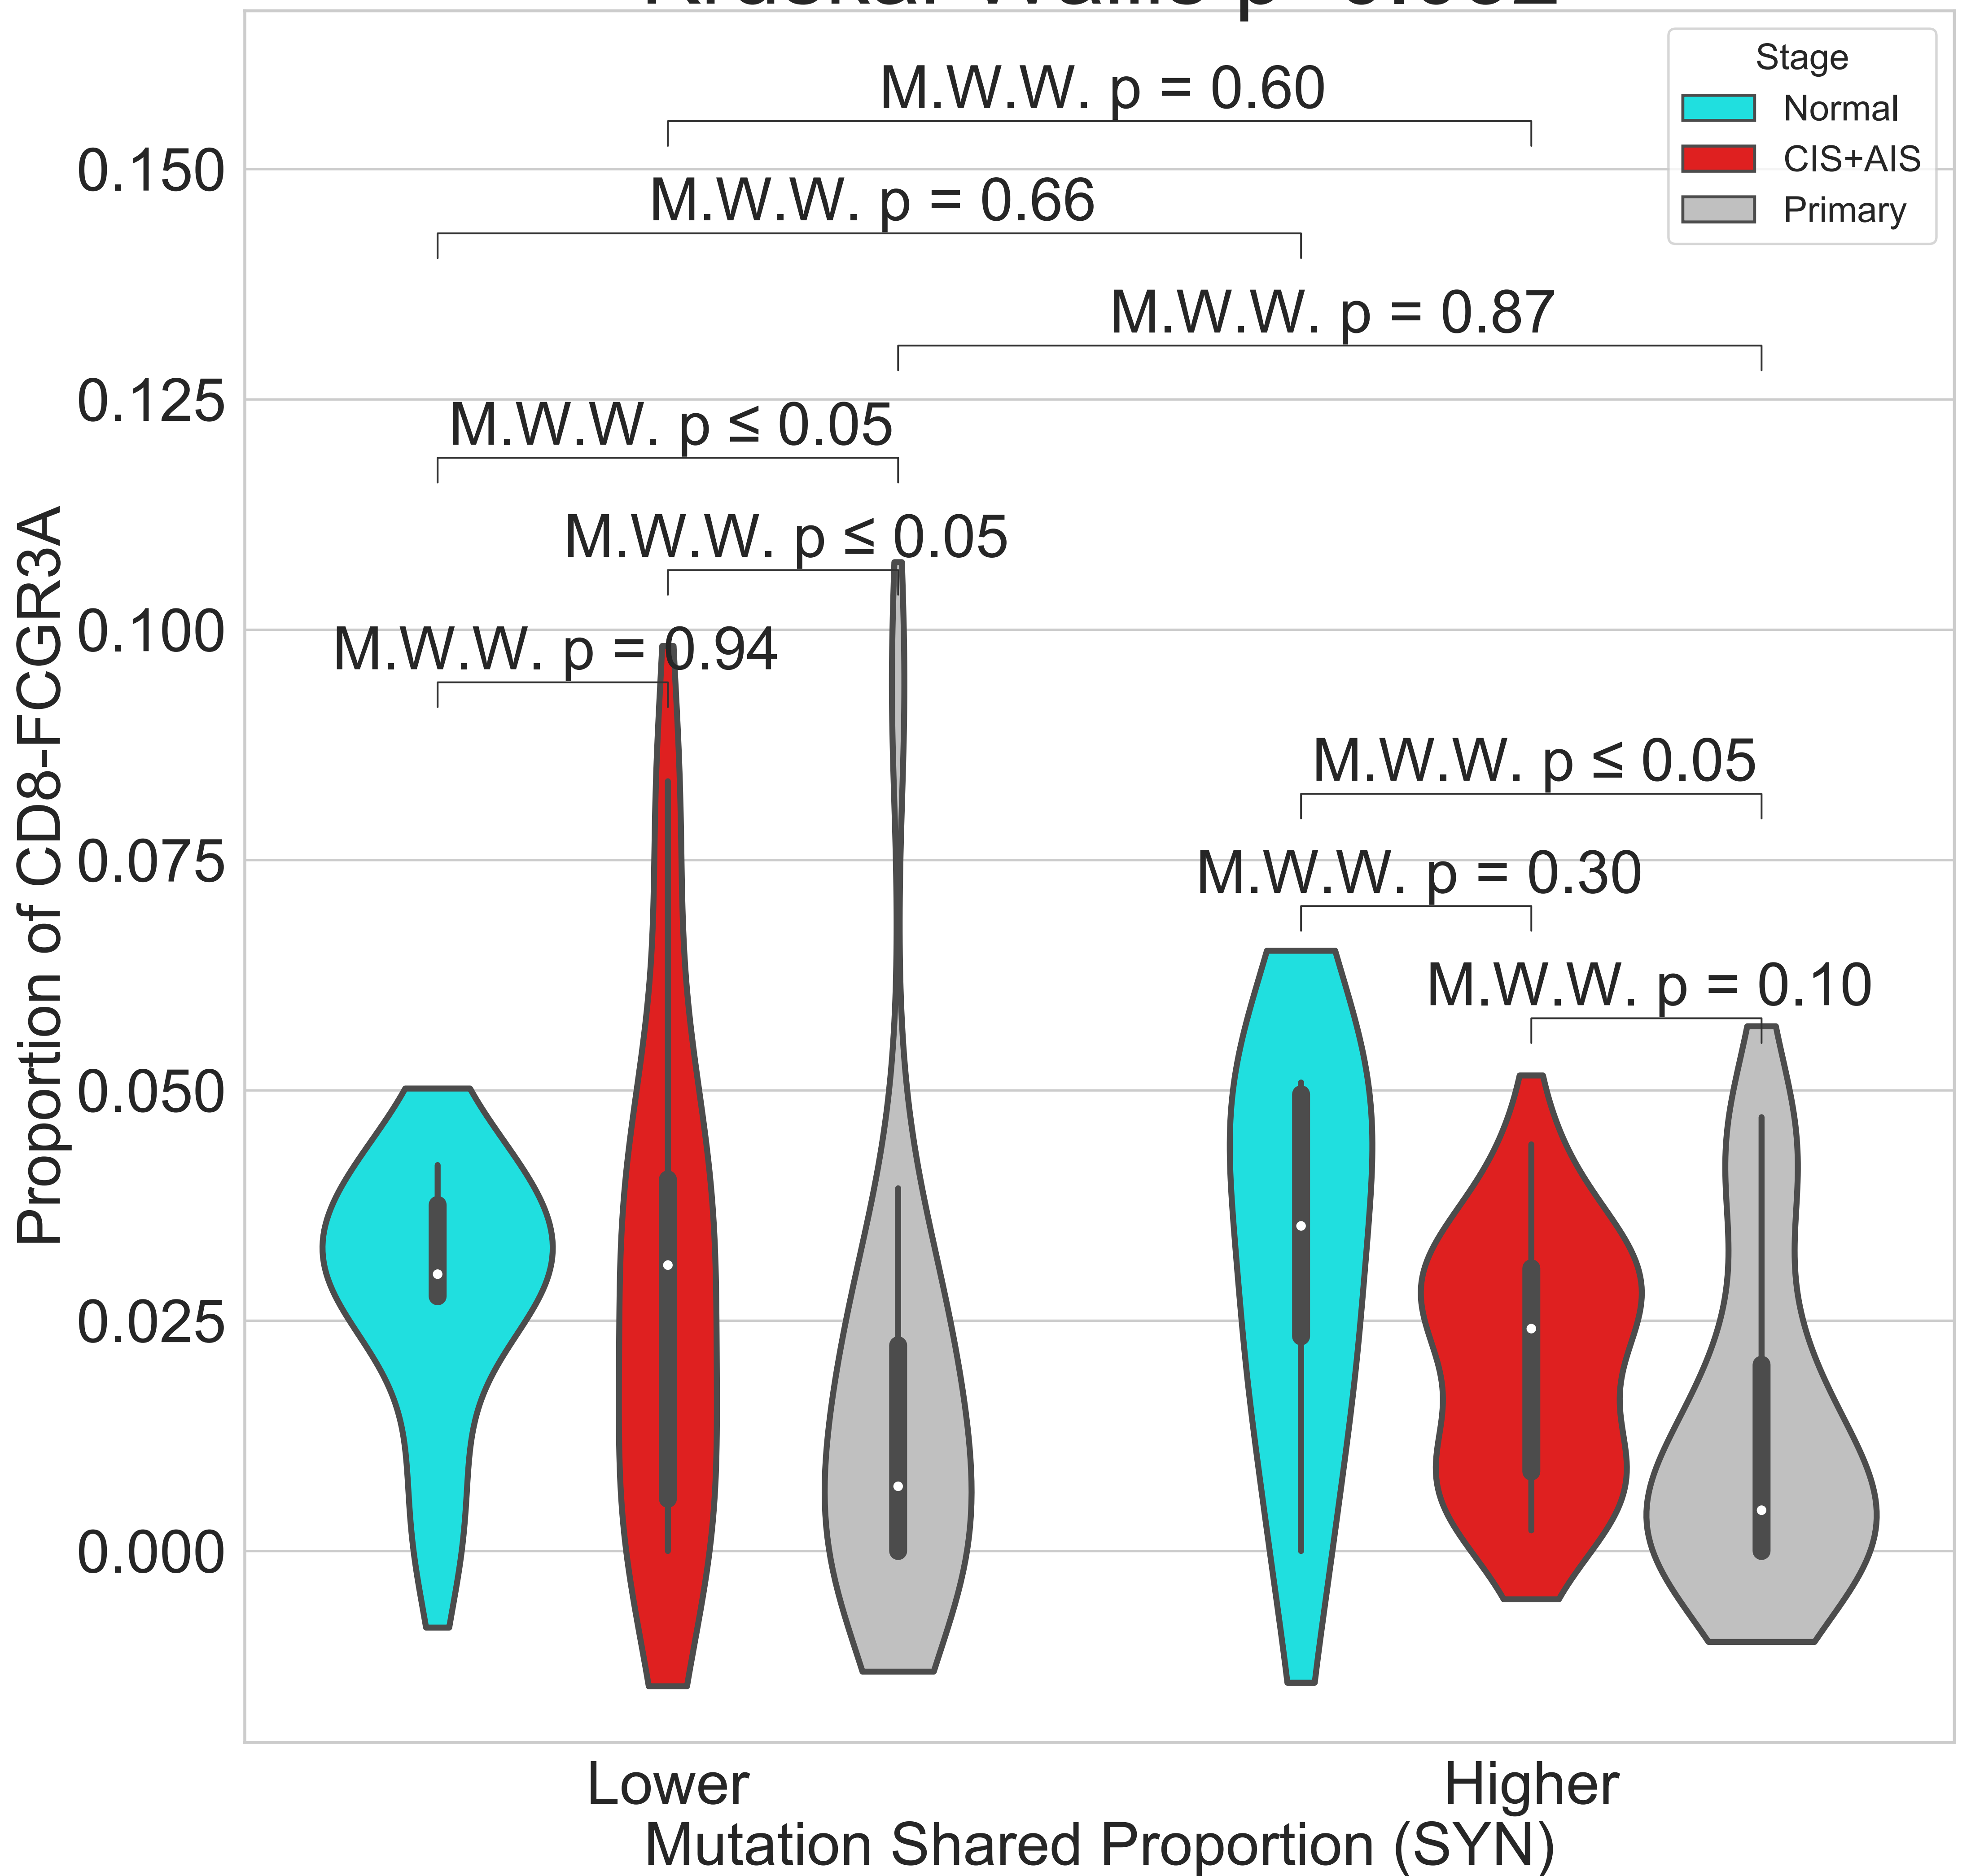 Stage
Normal
CIS+AIS
Primary
M.W.W. p = 0.60
M.W.W. p = 0.66
M.W.W. p = 0.87
M.W.W. p ≤ 0.05
M.W.W. p ≤ 0.05
M.W.W. p = 0.94
M.W.W. p ≤ 0.05
M.W.W. p = 0.30
M.W.W. p = 0.10
0.150
0.125
0.100
0.075
0.050
0.025
0.000
Proportion of CD8-FCGR3A
Lower
Higher
Mutation Shared Proportion (SYN)